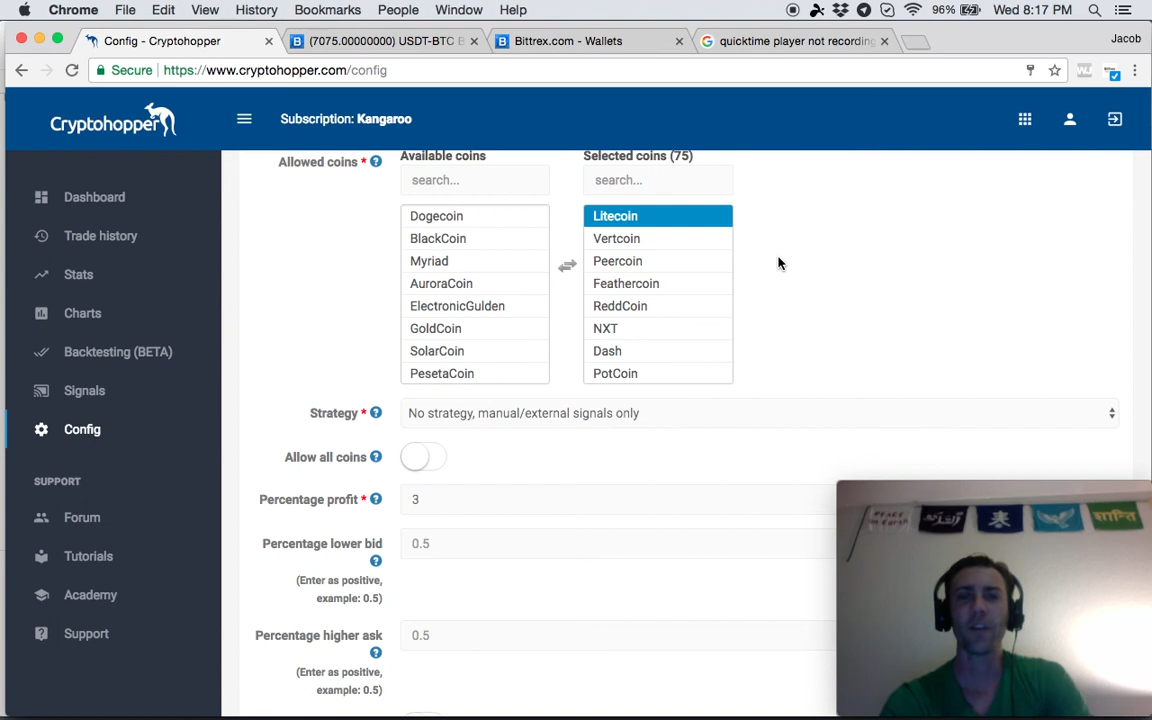 Chrome File Edit View History Bookmarks People Window Help 96% Wed 8:17 PM
Config - Cryptohopper (7075.00000000) USDT-BTC B Bittrex.com - Wallets quicktime player not recording Jacob
Secure https://www.cryptohopper.com/config
Cryptohopper Subscription: Kangaroo
Dashboard
Trade history
Stats
Charts
Backtesting (BETA)
Signals
Config
SUPPORT
Forum
Tutorials
Academy
Support
Allowed coins *
Available coins
search...
Dogecoin
BlackCoin
Myriad
AuroraCoin
ElectronicGulden
GoldCoin
SolarCoin
PesetaCoin
Selected coins (75)
search...
Litecoin
Vertcoin
Peercoin
Feathercoin
ReddCoin
NXT
Dash
PotCoin
Strategy * No strategy, manual/external signals only
Allow all coins
Percentage profit * 3
Percentage lower bid 0.5
(Enter as positive,
example: 0.5)
Percentage higher ask 0.5
(Enter as positive,
example: 0.5)
शान्ति